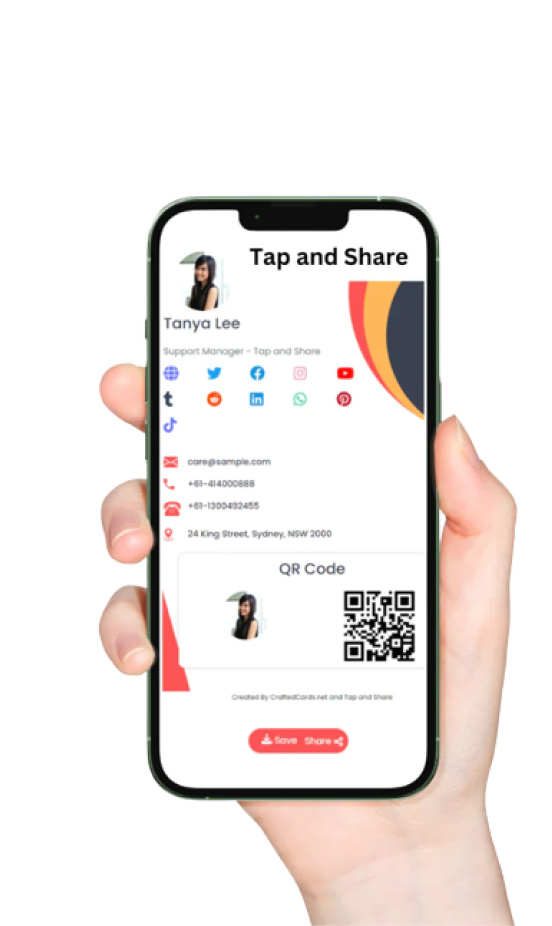 Tap and Share
Tanya Lee
Support Manager - Tap and Share
care@sample.com
+61-414000888
+61-1300492455
24 King Street, Sydney, NSW 2000
QR Code
Created By CraftedCards.net and Tap and Share
Save Share